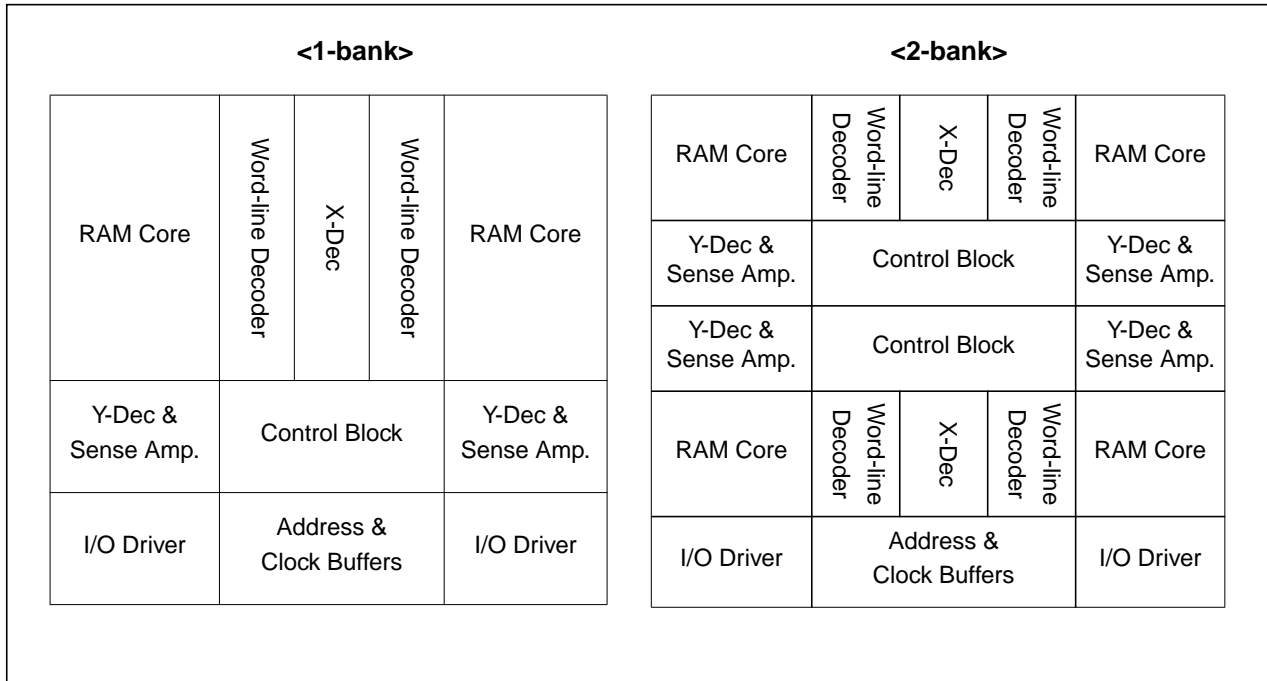 <1-bank>
RAM Core
Word-line Decoder
X-Dec
Word-line Decoder
RAM Core
Y-Dec &
Sense Amp.
Control Block
Y-Dec &
Sense Amp.
I/O Driver
Address &
Clock Buffers
I/O Driver
<2-bank>
RAM Core
Word-line
Decoder
X-Dec
Word-line
Decoder
RAM Core
Y-Dec &
Sense Amp.
Control Block
Y-Dec &
Sense Amp.
Y-Dec &
Sense Amp.
Control Block
Y-Dec &
Sense Amp.
RAM Core
Word-line
Decoder
X-Dec
Word-line
Decoder
RAM Core
I/O Driver
Address &
Clock Buffers
I/O Driver